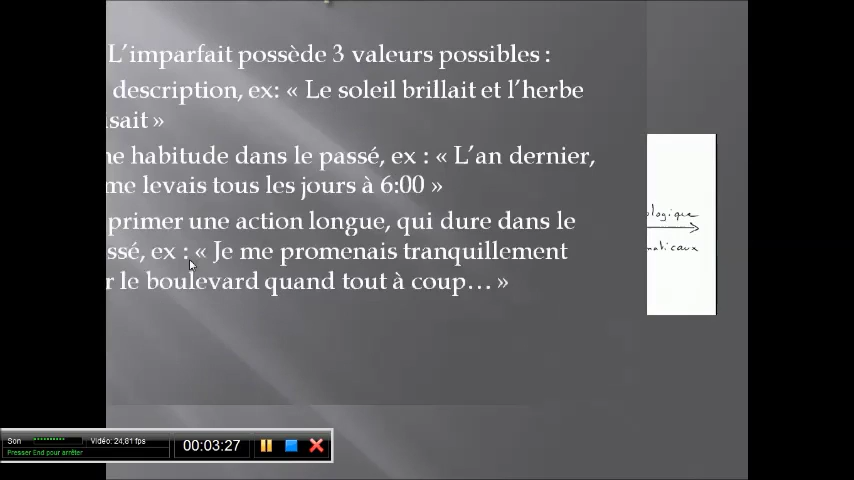 L’imparfait possède 3 valeurs possibles :
description, ex: « Le soleil brillait et l’herbe
sait »
ne habitude dans le passé, ex : « L’an dernier,
me levais tous les jours à 6:00 »
primer une action longue, qui dure dans le
ssé, ex : « Je me promenais tranquillement
r le boulevard quand tout à coup… »
ologique
maticaux
Son
Vidéo: 24,81 fps
Presser End pour arrêter
00:03:27